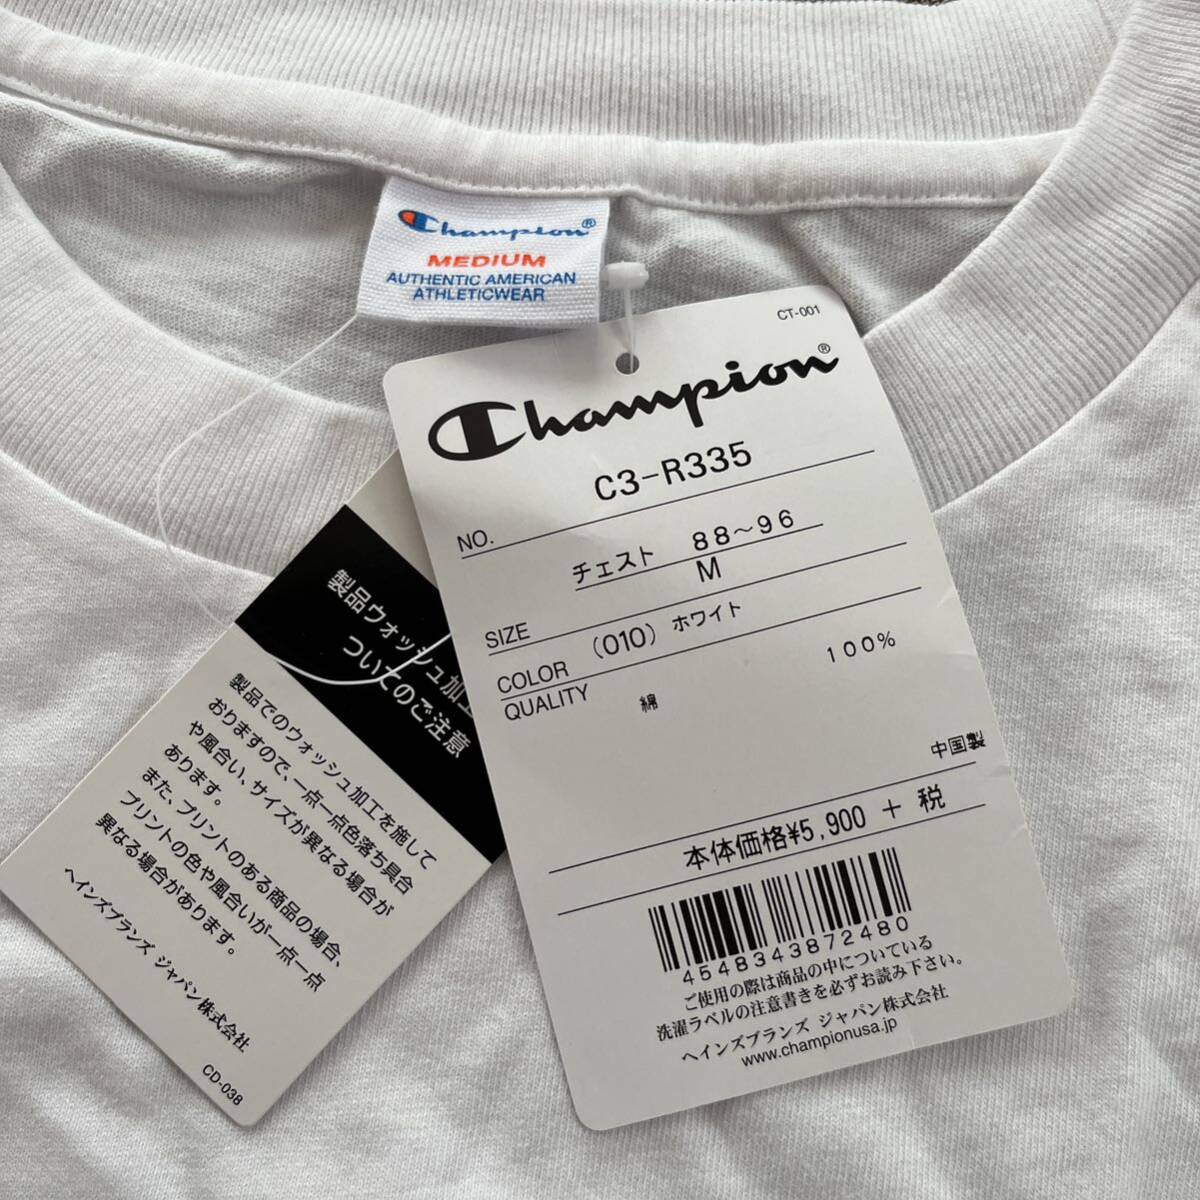 Champion®
MEDIUM
AUTHENTIC AMERICAN
ATHLETICWEAR
CT-001
Champion®
NO. C3-R335
チェスト 88〜96
SIZE M
COLOR (010) ホワイト
QUALITY 綿 100%
中国製
本体価格¥5,900 + 税
4548343872480
ご使用の際は商品の中についている
洗濯ラベルの注意書きを必ずお読み下さい。
ヘインズブランズ ジャパン株式会社
www.championusa.jp
製品ウォッシュ加工
についてのご注意
製品でのウォッシュ加工を施して
おりますので、一点一点色落ち具合
や風合い、サイズが異なる場合が
あります。
また、プリントのある商品の場合、
プリントの色や風合いが一点一点
異なる場合があります。
ヘインズブランズ ジャパン株式会社
CD-038